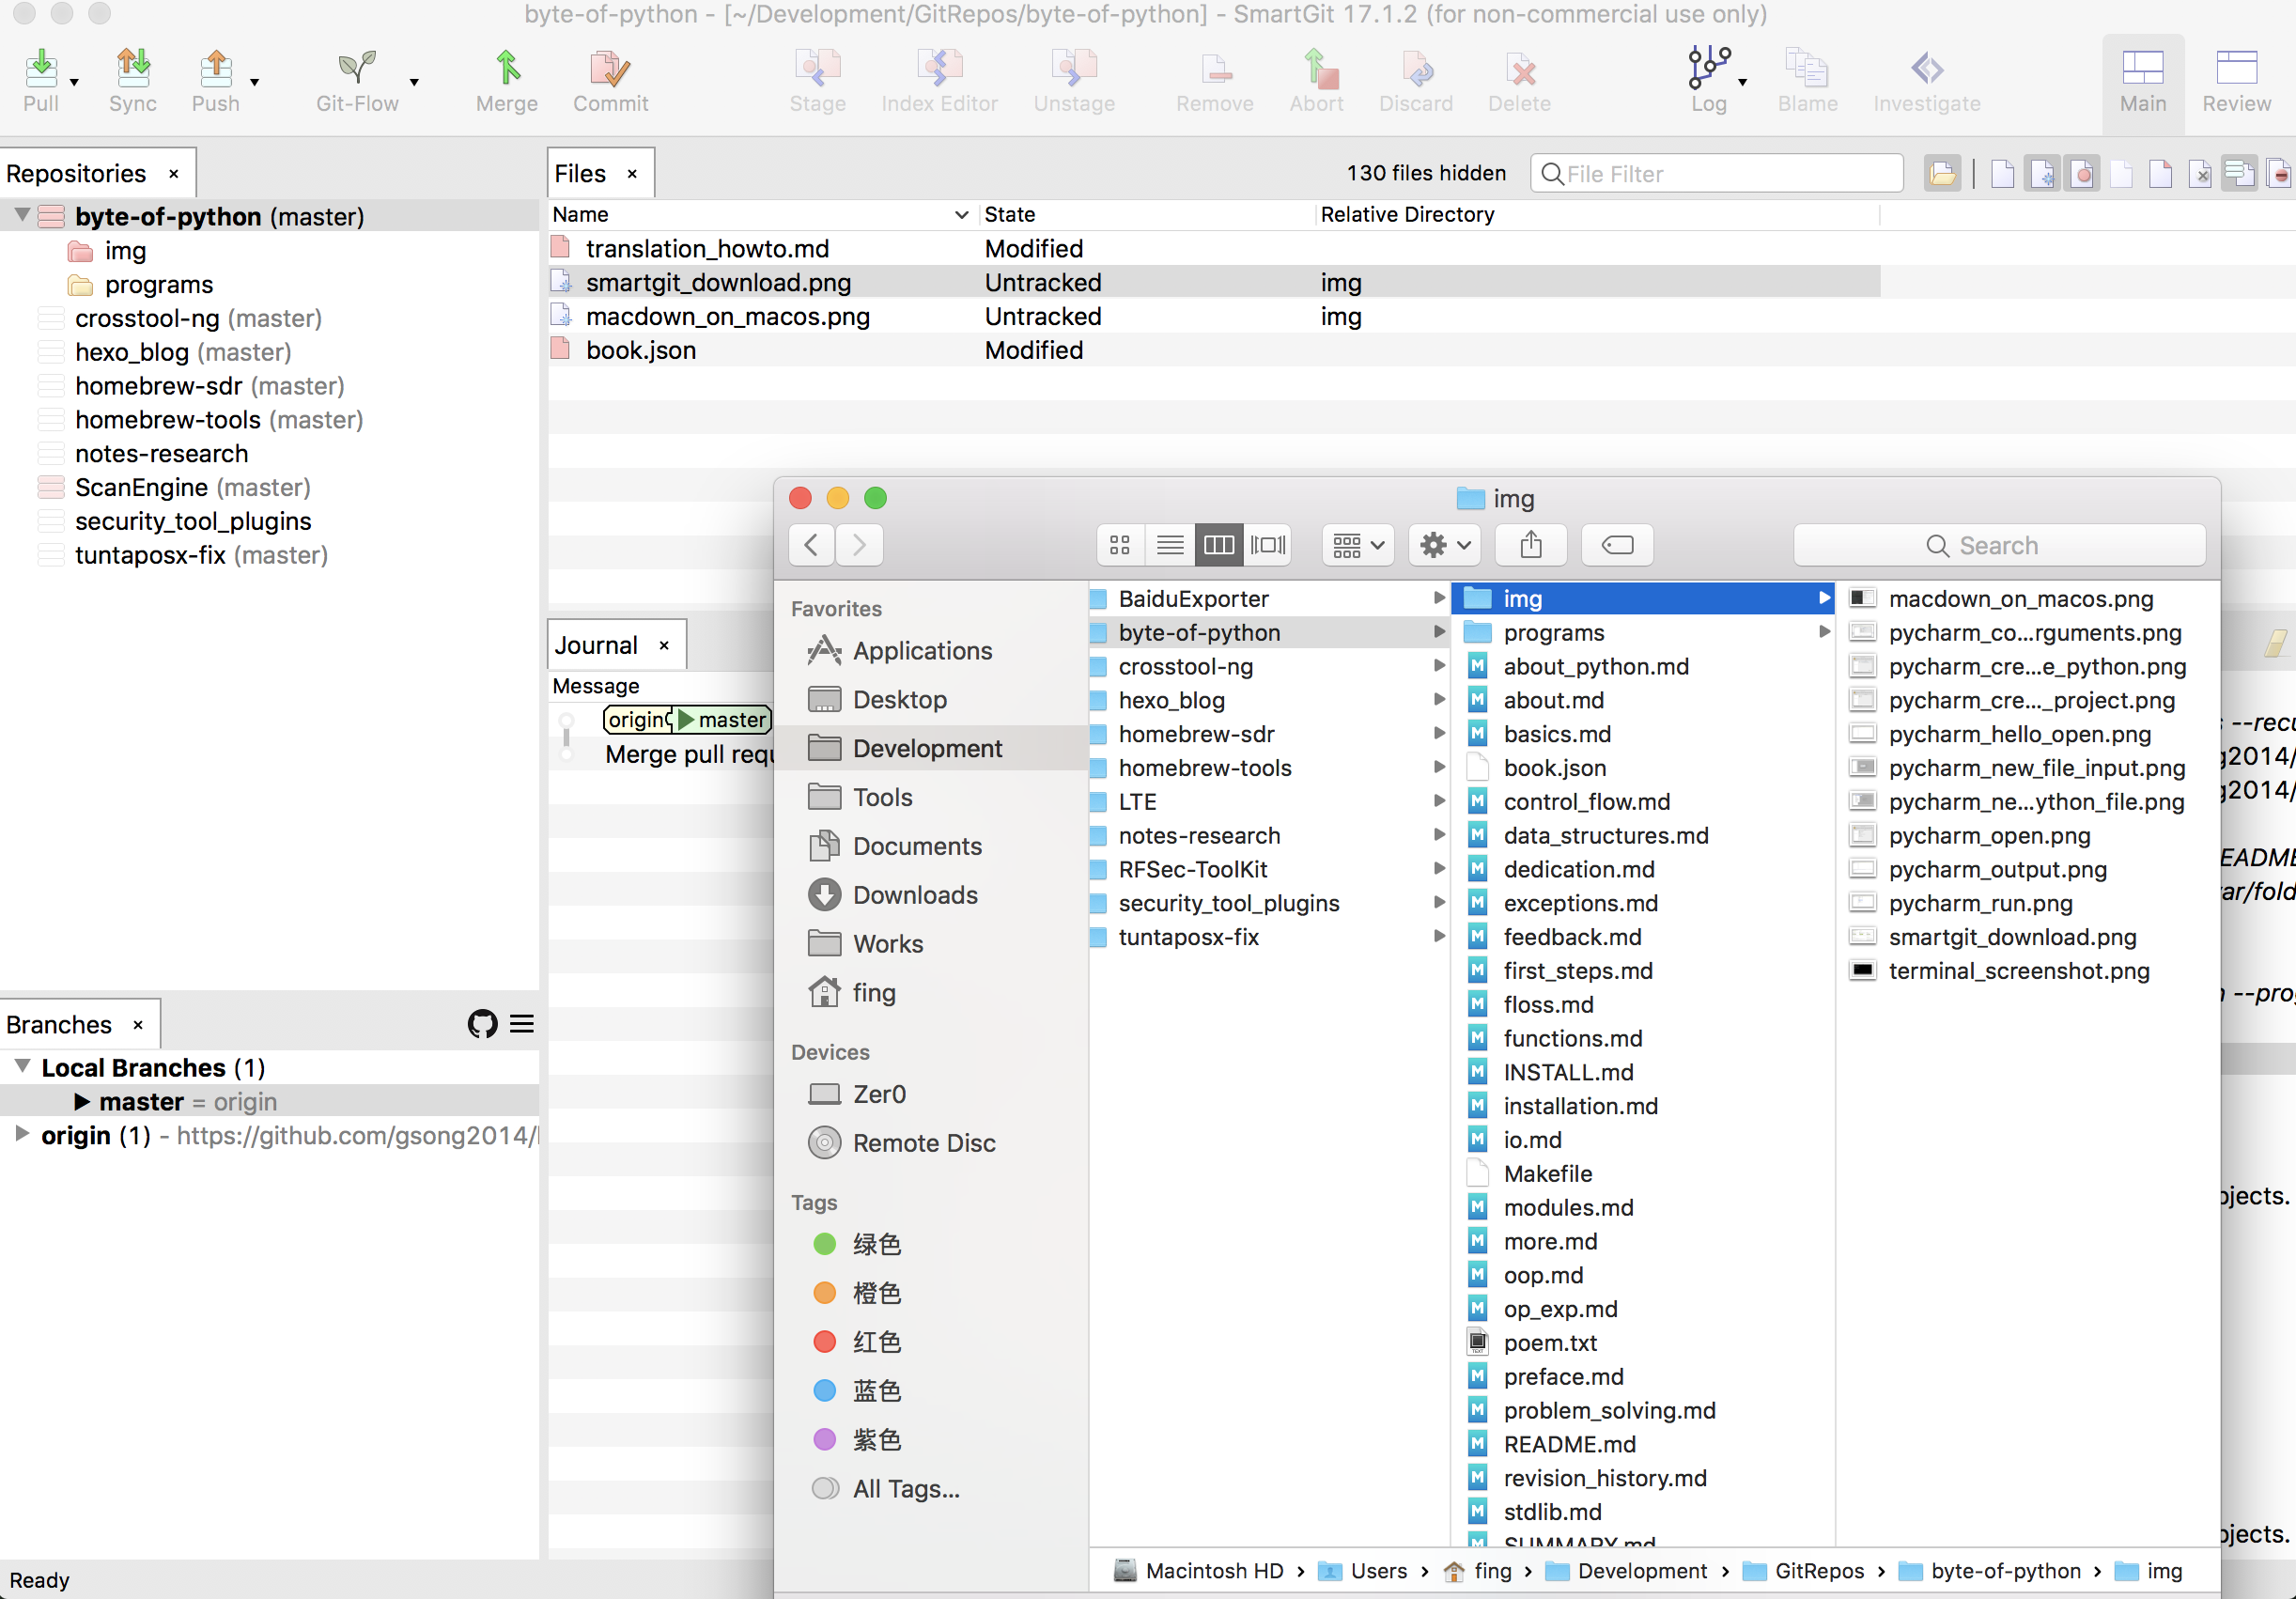 byte-of-python - [~/Development/GitRepos/byte-of-python] - SmartGit 17.1.2 (for non-commercial use only)
Pull Sync Push Git-Flow Merge Commit Stage Index Editor Unstage Remove Abort Discard Delete Log Blame Investigate Main Review
Repositories
byte-of-python (master)
img
programs
crosstool-ng (master)
hexo_blog (master)
homebrew-sdr (master)
homebrew-tools (master)
notes-research
ScanEngine (master)
security_tool_plugins
tuntaposx-fix (master)
Branches
Local Branches (1)
master = origin
origin (1) - https://github.com/gsong2014/
Ready
Files 130 files hidden File Filter
Name State Relative Directory
translation_howto.md Modified
smartgit_download.png Untracked img
macdown_on_macos.png Untracked img
book.json Modified
Journal
Message
origin master
Merge pull requ
img
Search
Favorites
Applications
Desktop
Development
Tools
Documents
Downloads
Works
fing
Devices
Zer0
Remote Disc
Tags
绿色
橙色
红色
蓝色
紫色
All Tags...
BaiduExporter
byte-of-python
crosstool-ng
hexo_blog
homebrew-sdr
homebrew-tools
LTE
notes-research
RFSec-ToolKit
security_tool_plugins
tuntaposx-fix
img
programs
about_python.md
about.md
basics.md
book.json
control_flow.md
data_structures.md
dedication.md
exceptions.md
feedback.md
first_steps.md
floss.md
functions.md
INSTALL.md
installation.md
io.md
Makefile
modules.md
more.md
oop.md
op_exp.md
poem.txt
preface.md
problem_solving.md
README.md
revision_history.md
stdlib.md
SUMMARY.md
macdown_on_macos.png
pycharm_co...rguments.png
pycharm_cre...e_python.png
pycharm_cre..._project.png
pycharm_hello_open.png
pycharm_new_file_input.png
pycharm_ne...ython_file.png
pycharm_open.png
pycharm_output.png
pycharm_run.png
smartgit_download.png
terminal_screenshot.png
Macintosh HD › Users › fing › Development › GitRepos › byte-of-python › img
s --recu
g2014/
g2014/
EADME
ar/fold
n --pro
bjects.
bjects.